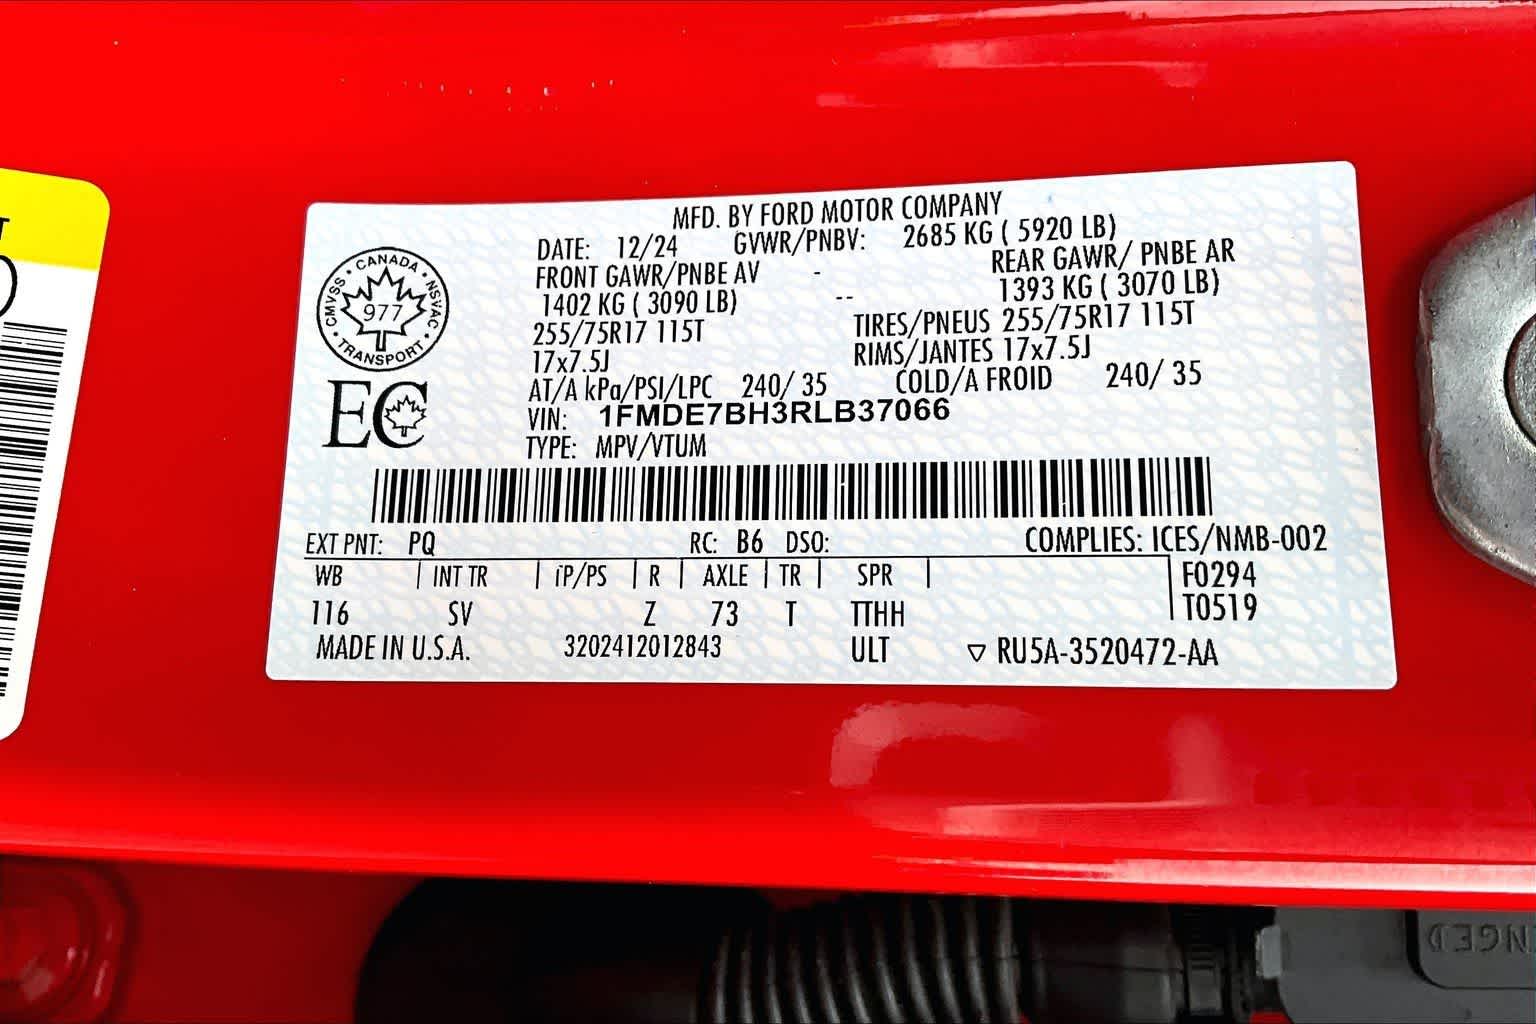 MFD. BY FORD MOTOR COMPANY
DATE: 12/24 GVWR/PNBV: 2685 KG ( 5920 LB)
FRONT GAWR/PNBE AV - REAR GAWR/ PNBE AR
1402 KG ( 3090 LB) -- 1393 KG ( 3070 LB)
255/75R17 115T TIRES/PNEUS 255/75R17 115T
17x7.5J RIMS/JANTES 17x7.5J
AT/A kPa/PSI/LPC 240/ 35 COLD/A FROID 240/ 35
VIN: 1FMDE7BH3RLB37066
TYPE: MPV/VTUM
CANADA
CMVSS NSVAC
977
TRANSPORT
EC
EXT PNT: PQ RC: B6 DSO: COMPLIES: ICES/NMB-002
WB | INT TR | TP/PS | R | AXLE | TR | SPR | F0294
116 SV Z 73 T TTHH T0519
MADE IN U.S.A. 3202412012843 ULT ▽ RU5A-3520472-AA